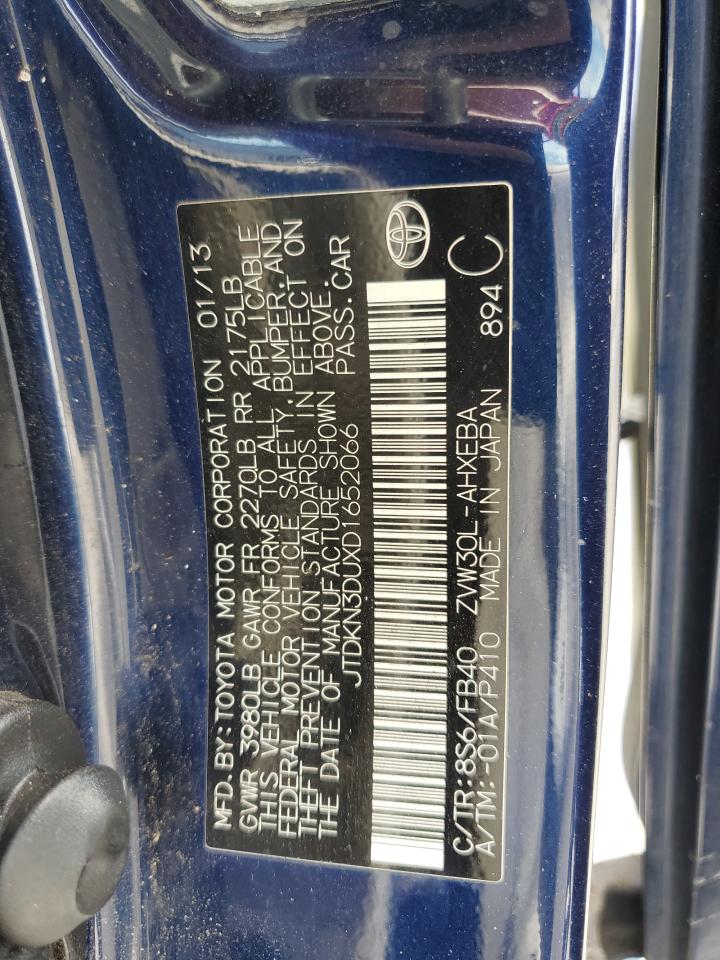 MFD. BY: TOYOTA MOTOR CORPORATION 01/13
GVWR 3980LB GAWR FR 2270LB RR 2175LB
THIS VEHICLE CONFORMS TO ALL APPLICABLE
FEDERAL MOTOR VEHICLE SAFETY, BUMPER, AND
THEFT PREVENTION STANDARDS IN EFFECT ON
THE DATE OF MANUFACTURE SHOWN ABOVE.
JTDKN3DUXD1652066 PASS. CAR
C/TR: 8S6/FB40 ZVW30L-AHXEBA 894
A/TM: -01A/P410 MADE IN JAPAN C